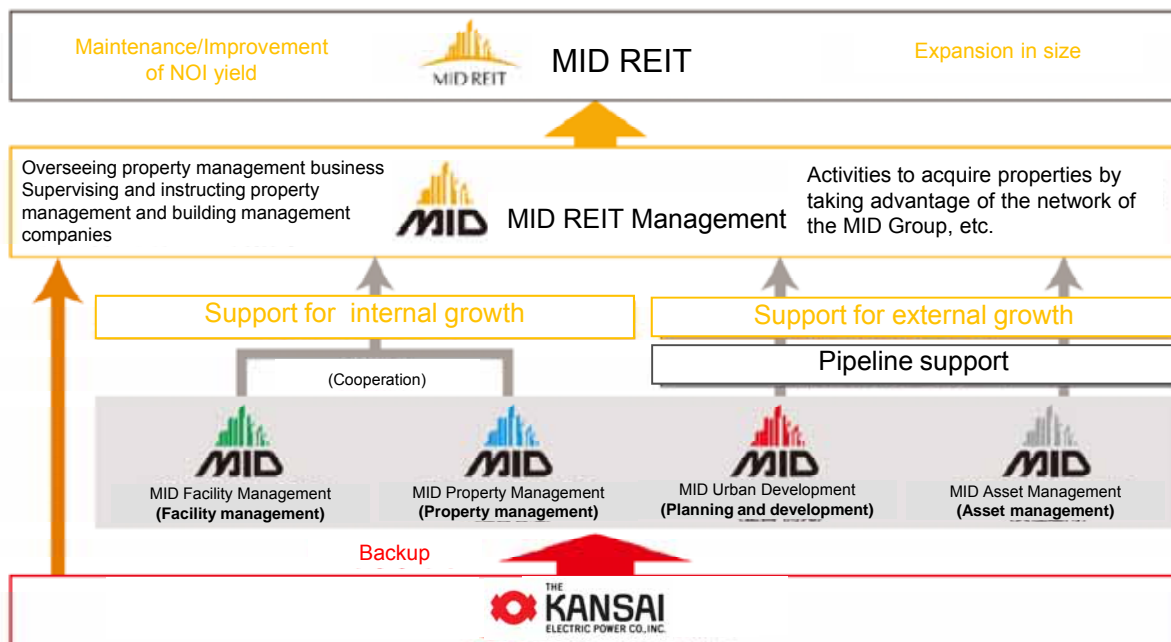 Maintenance/Improvement
of NOI yield
MID REIT
MID REIT
Expansion in size
Overseeing property management business
Supervising and instructing property
management and building management
companies
MID
MID REIT Management
Activities to acquire properties by
taking advantage of the network of
the MID Group, etc.
Support for internal growth
Support for external growth
Pipeline support
(Cooperation)
MID
MID Facility Management
(Facility management)
MID
MID Property Management
(Property management)
MID
MID Urban Development
(Planning and development)
MID
MID Asset Management
(Asset management)
Backup
THE
KANSAI
ELECTRIC POWER CO.,INC.